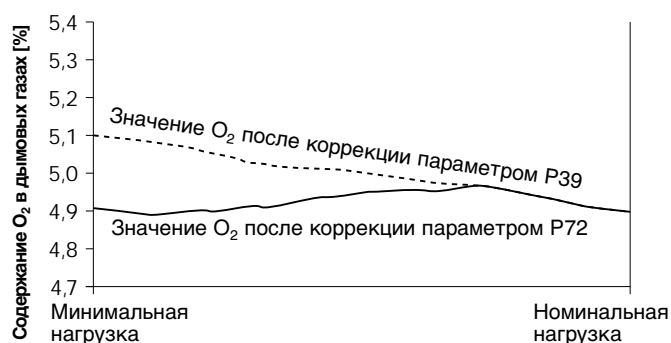 Содержание O₂ в дымовых газах [%]
5,4
5,3
5,2
5,1
5,0
4,9
4,8
4,7
Значение O₂ после коррекции параметром P39
Значение O₂ после коррекции параметром P72
Минимальная
нагрузка
Номинальная
нагрузка